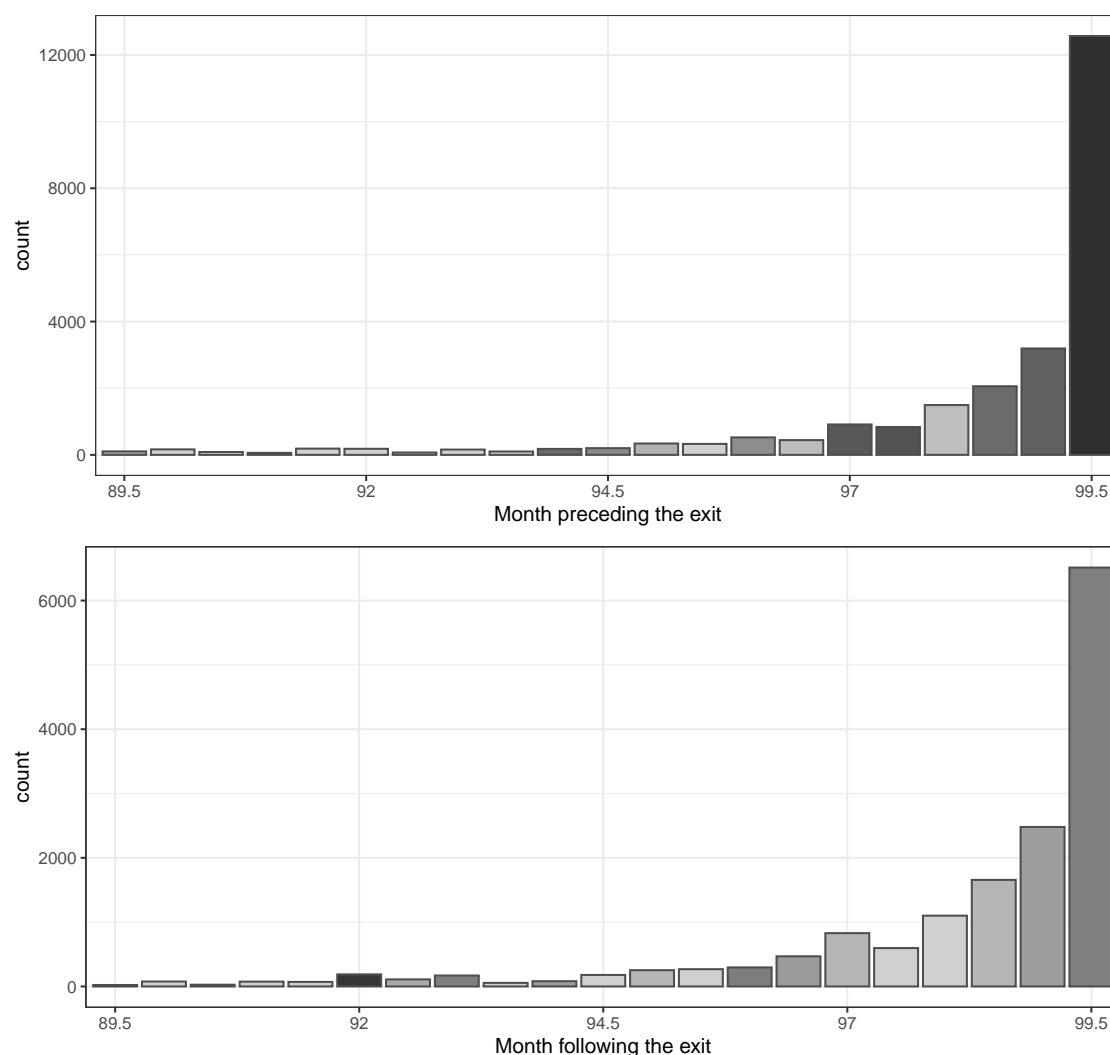 12000
8000
4000
0
count
89.5 92 94.5 97 99.5
Month preceding the exit
6000
4000
2000
0
count
89.5 92 94.5 97 99.5
Month following the exit